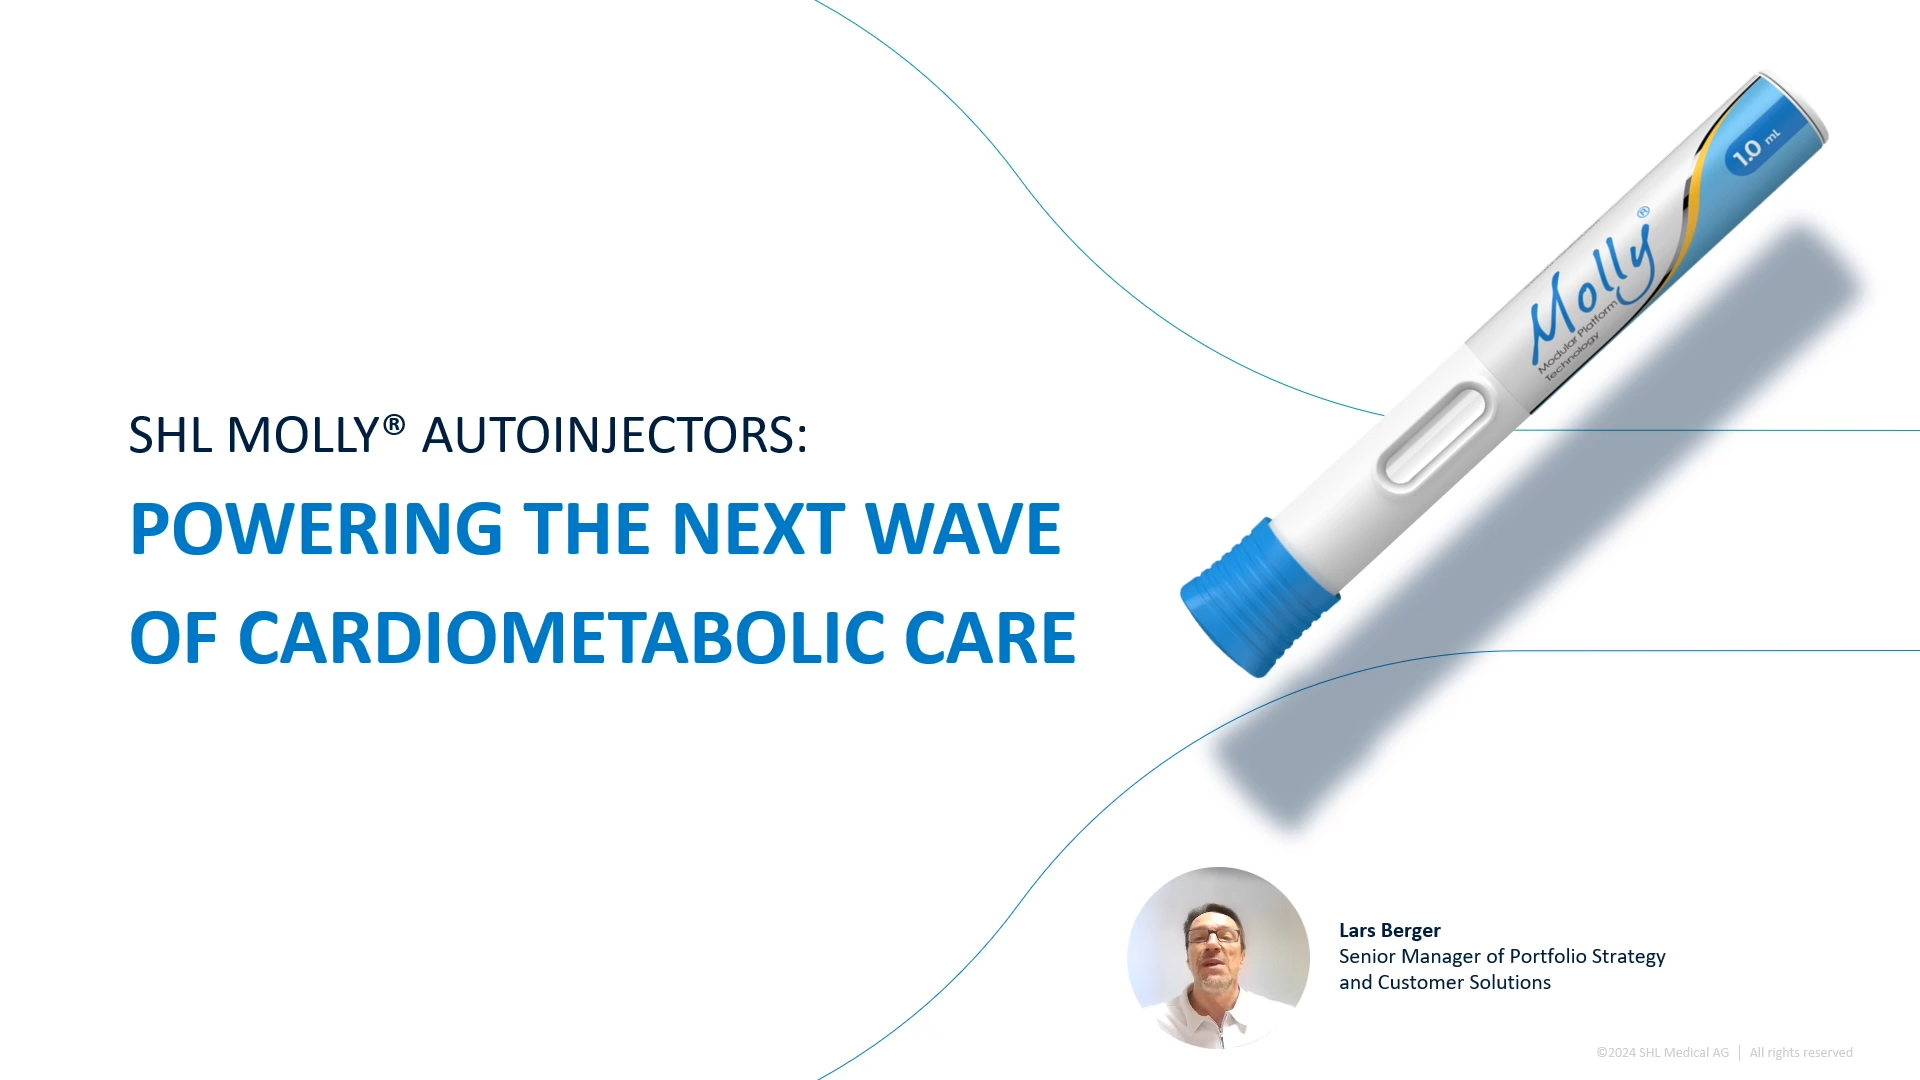 SHL MOLLY® AUTOINJECTORS:
POWERING THE NEXT WAVE
OF CARDIOMETABOLIC CARE
1.0 mL
Molly®
Modular Platform
Technology
Lars Berger
Senior Manager of Portfolio Strategy
and Customer Solutions
©2024 SHL Medical AG | All rights reserved